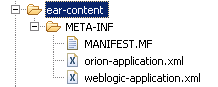 ear-content
META-INF
MANIFEST.MF
orion-application.xml
weblogic-application.xml